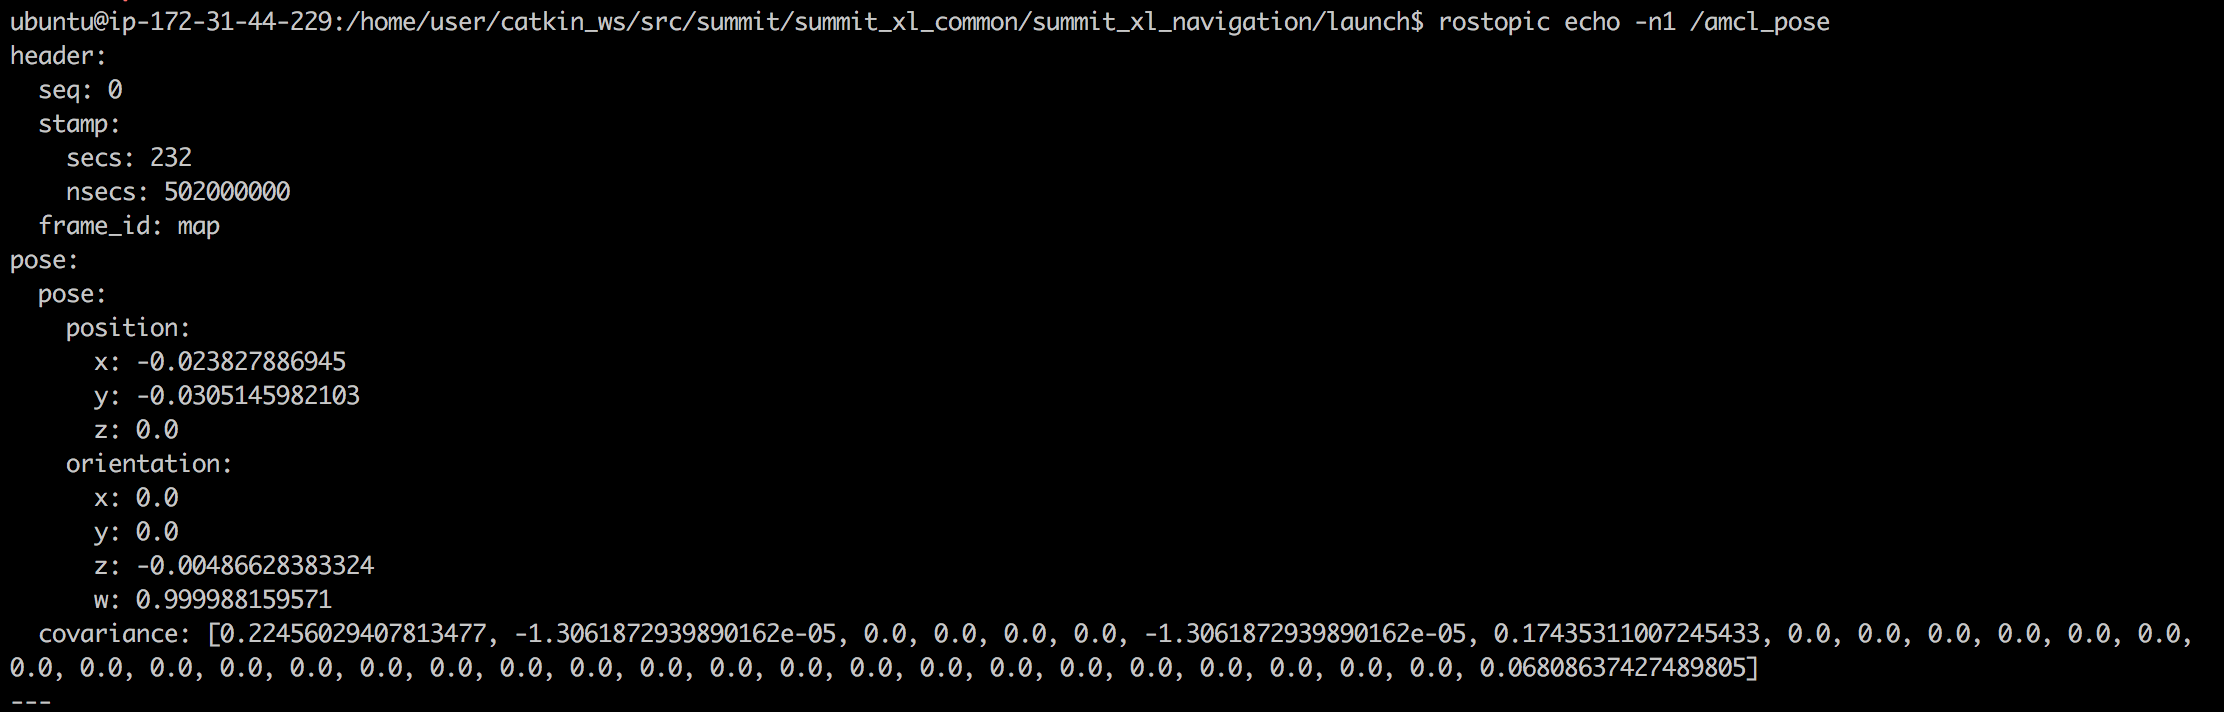 ubuntu@ip-172-31-44-229:/home/user/catkin_ws/src/summit/summit_xl_common/summit_xl_navigation/launch$ rostopic echo -n1 /amcl_pose
header:
  seq: 0
  stamp:
    secs: 232
    nsecs: 502000000
  frame_id: map
pose:
  pose:
    position:
      x: -0.023827886945
      y: -0.0305145982103
      z: 0.0
    orientation:
      x: 0.0
      y: 0.0
      z: -0.00486628383324
      w: 0.999988159571
  covariance: [0.22456029407813477, -1.3061872939890162e-05, 0.0, 0.0, 0.0, 0.0, -1.3061872939890162e-05, 0.17435311007245433, 0.0, 0.0, 0.0, 0.0, 0.0, 0.0,
0.0, 0.0, 0.0, 0.0, 0.0, 0.0, 0.0, 0.0, 0.0, 0.0, 0.0, 0.0, 0.0, 0.0, 0.0, 0.0, 0.0, 0.0, 0.0, 0.0, 0.0, 0.06808637427489805]
---